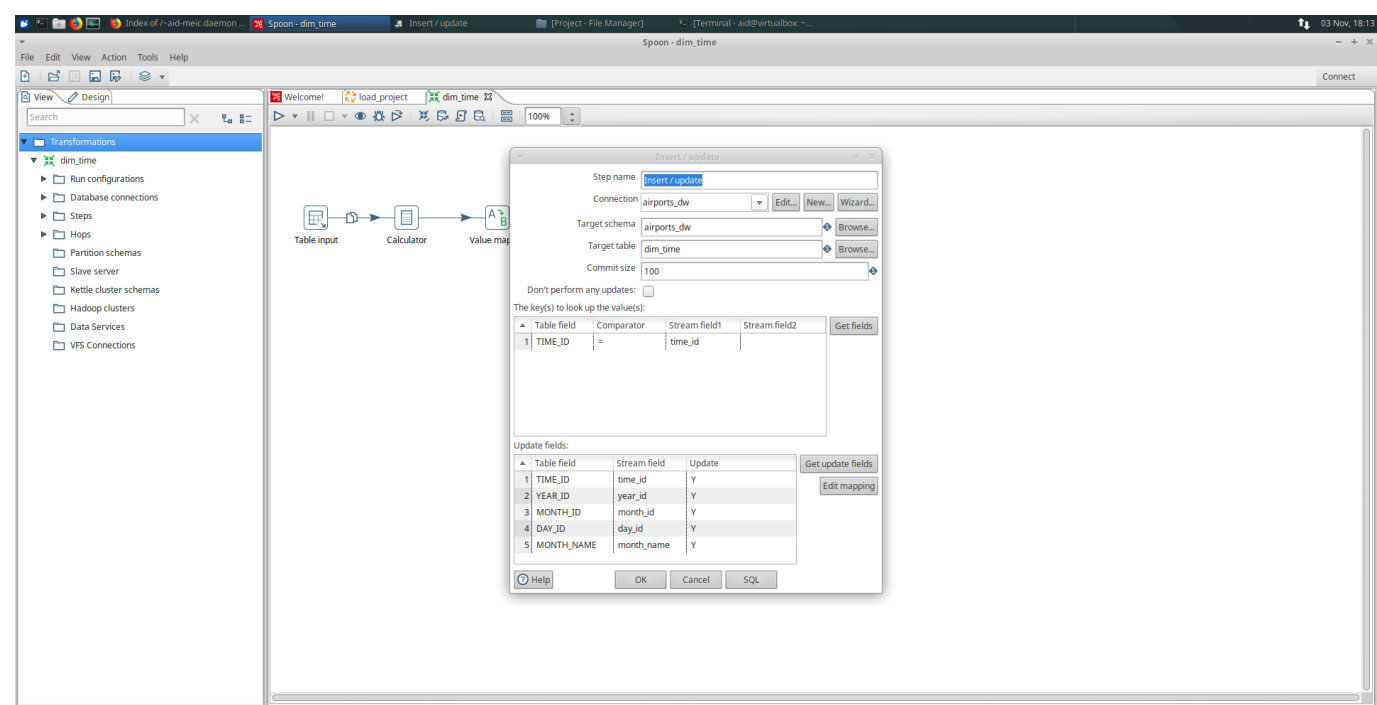 Index of /~aid-meic.daemon ...
Spoon - dim_time
Insert / update
[Project - File Manager]
[Terminal - aid@virtualbox: ~...
03 Nov, 18:13
Spoon - dim_time
File Edit View Action Tools Help
Connect
View Design
Welcome! load_project dim_time
Search
100%
Transformations
dim_time
Run configurations
Database connections
Steps
Hops
Partition schemas
Slave server
Kettle cluster schemas
Hadoop clusters
Data Services
VFS Connections
Table input
Calculator
Value map
A
B
Insert / update
Step name Insert / update
Connection airports_dw Edit... New... Wizard...
Target schema airports_dw Browse...
Target table dim_time Browse...
Commit size 100
Don't perform any updates:
The key(s) to look up the value(s):
Table field Comparator Stream field1 Stream field2 Get fields
1 TIME_ID = time_id
Update fields:
Table field Stream field Update Get update fields
1 TIME_ID time_id Y
Edit mapping
2 YEAR_ID year_id Y
3 MONTH_ID month_id Y
4 DAY_ID day_id Y
5 MONTH_NAME month_name Y
Help OK Cancel SQL